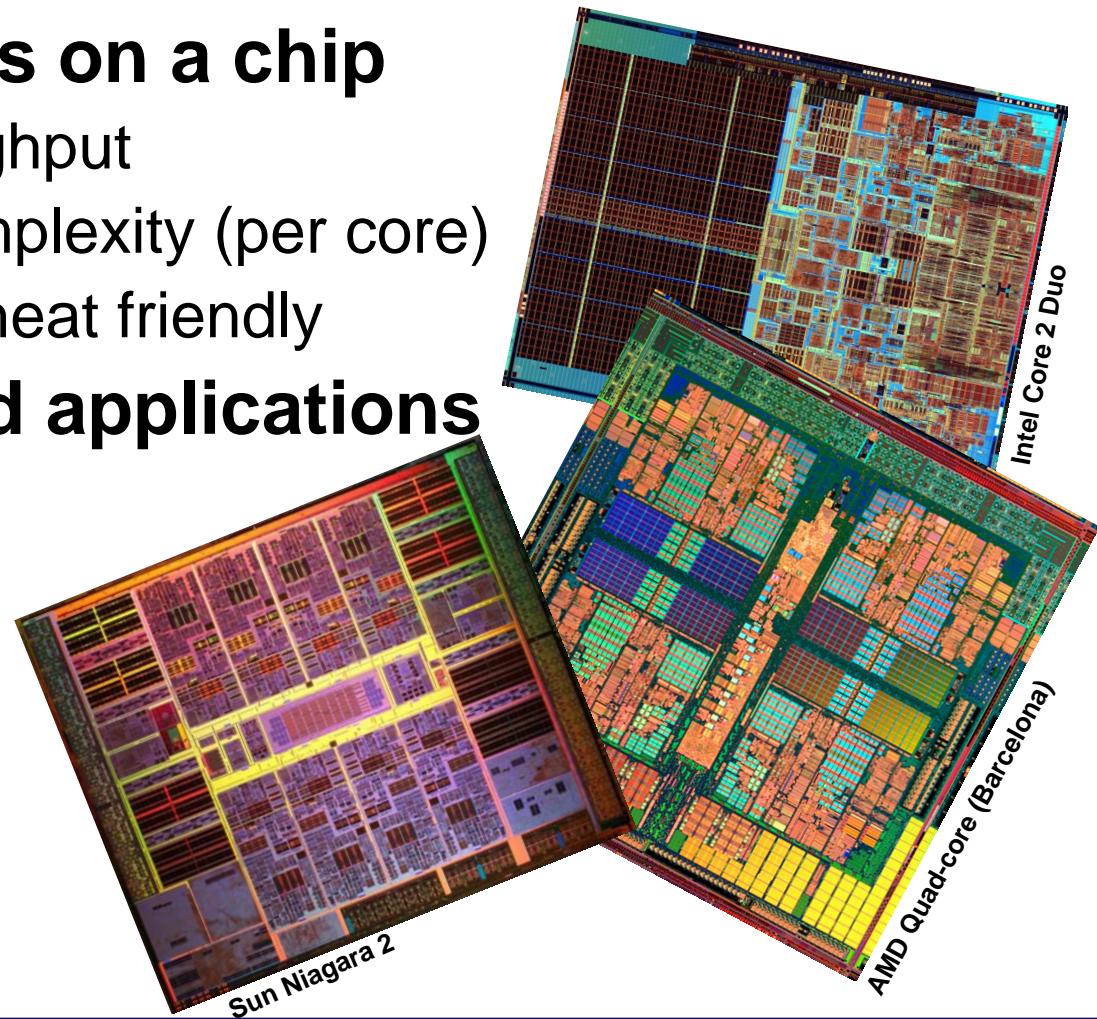 s on a chip
ghput
nplexity (per core)
heat friendly
d applications
Intel Core 2 Duo
AMD Quad-core (Barcelona)
Sun Niagara 2